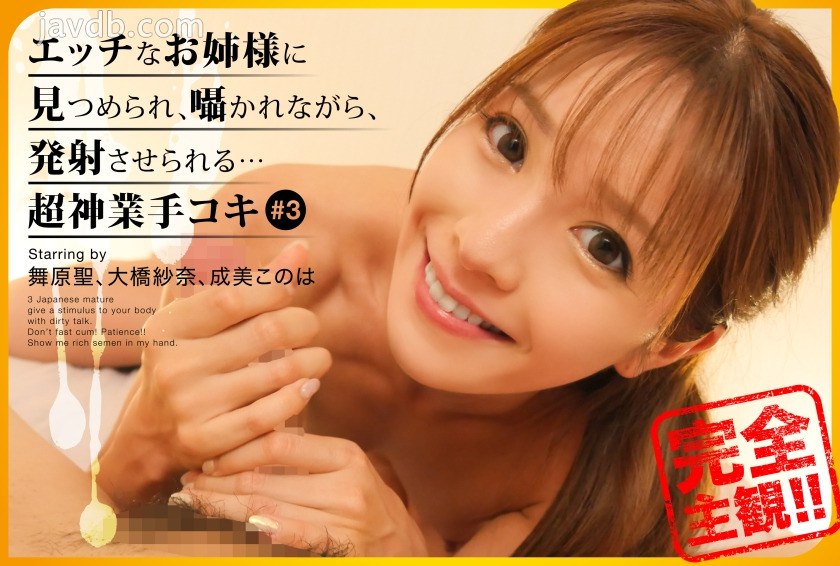 javdb.com
エッチなお姉様に
見つめられ、囁かれながら、
発射させられる…
超神業手コキ #3
Starring by
舞原聖、大橋紗奈、成美このは
3 Japanese mature
give a stimulus to your body
with dirty talk.
Don't fast cum! Patience!!
Show me rich semen in my hand.
完全
主観!!